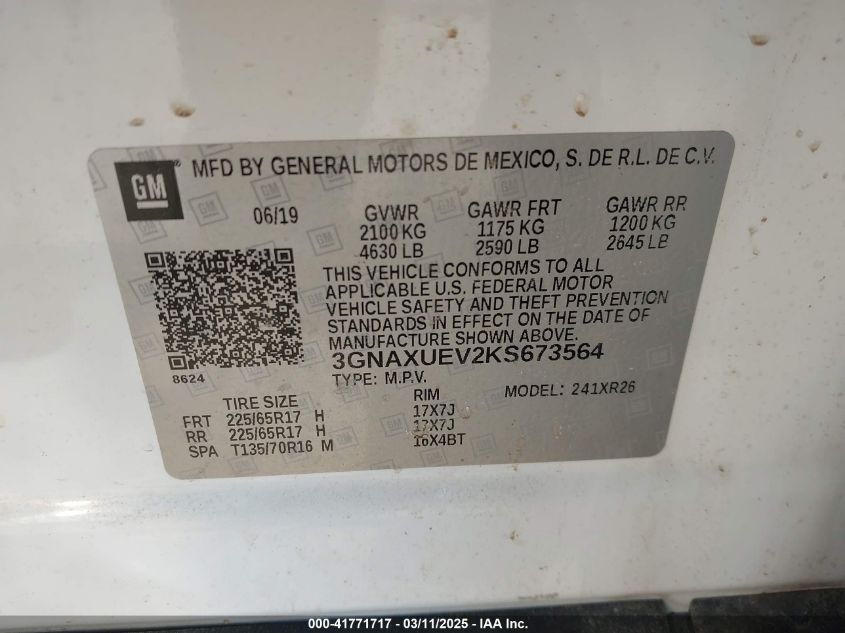 GM ® MFD BY GENERAL MOTORS DE MEXICO, S. DE R.L. DE C.V.
06/19 GVWR GAWR FRT GAWR RR
2100 KG 1175 KG 1200 KG
4630 LB 2590 LB 2645 LB
THIS VEHICLE CONFORMS TO ALL
APPLICABLE U.S. FEDERAL MOTOR
VEHICLE SAFETY AND THEFT PREVENTION
STANDARDS IN EFFECT ON THE DATE OF
MANUFACTURE SHOWN ABOVE.
8624 3GNAXUEV2KS673564
TYPE: M.P.V. MODEL: 241XR26
TIRE SIZE RIM
FRT 225/65R17 H 17X7J
RR 225/65R17 H 17X7J
SPA T135/70R16 M 16X4BT
000-41771717 - 03/11/2025 - IAA Inc.